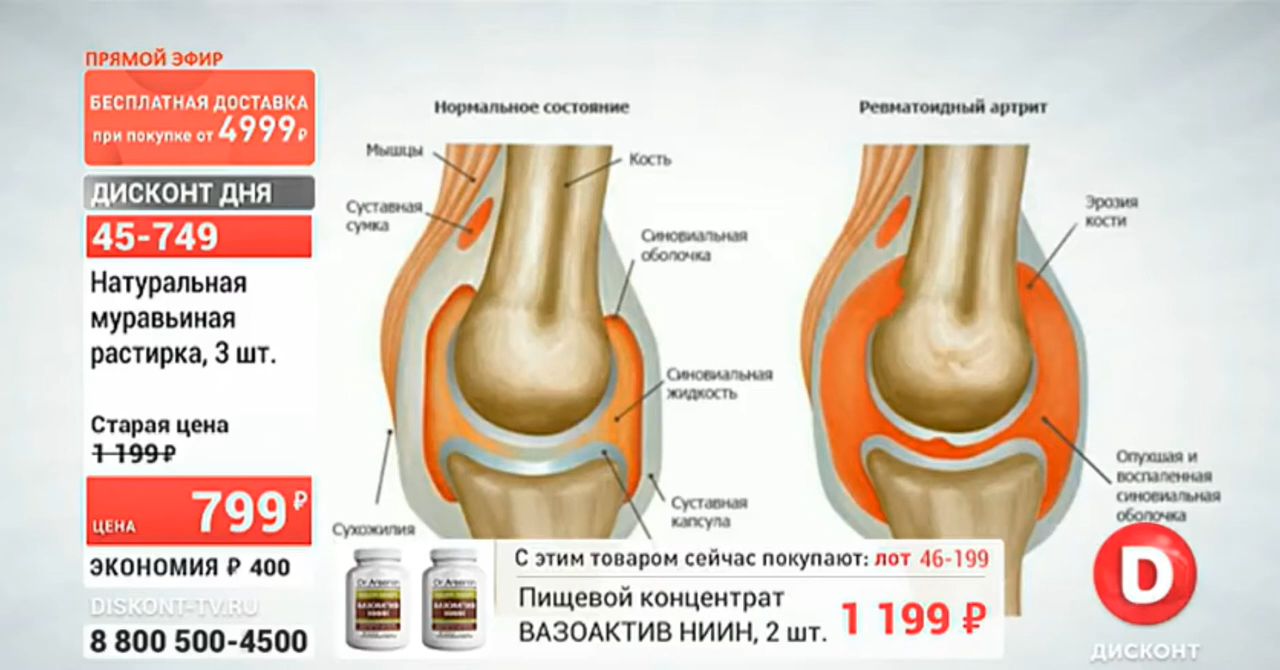 ПРЯМОЙ ЭФИР
БЕСПЛАТНАЯ ДОСТАВКА
при покупке от 4999₽
ДИСКОНТ ДНЯ
45-749
Натуральная
муравьиная
растирка, 3 шт.
Старая цена
1 199 ₽
ЦЕНА 799 ₽
ЭКОНОМИЯ ₽ 400
DISKONT-TV.RU
8 800 500-4500
Нормальное состояние
Мышцы
Кость
Суставная
сумка
Синовиальная
оболочка
Синовиальная
жидкость
Суставная
капсула
Сухожилия
Ревматоидный артрит
Эрозия
кости
Опухшая и
воспаленная
синовиальная
оболочка
С этим товаром сейчас покупают: лот 46-199
Пищевой концентрат
ВАЗОАКТИВ НИИН, 2 шт.
1 199 ₽
D
ДИСКОНТ